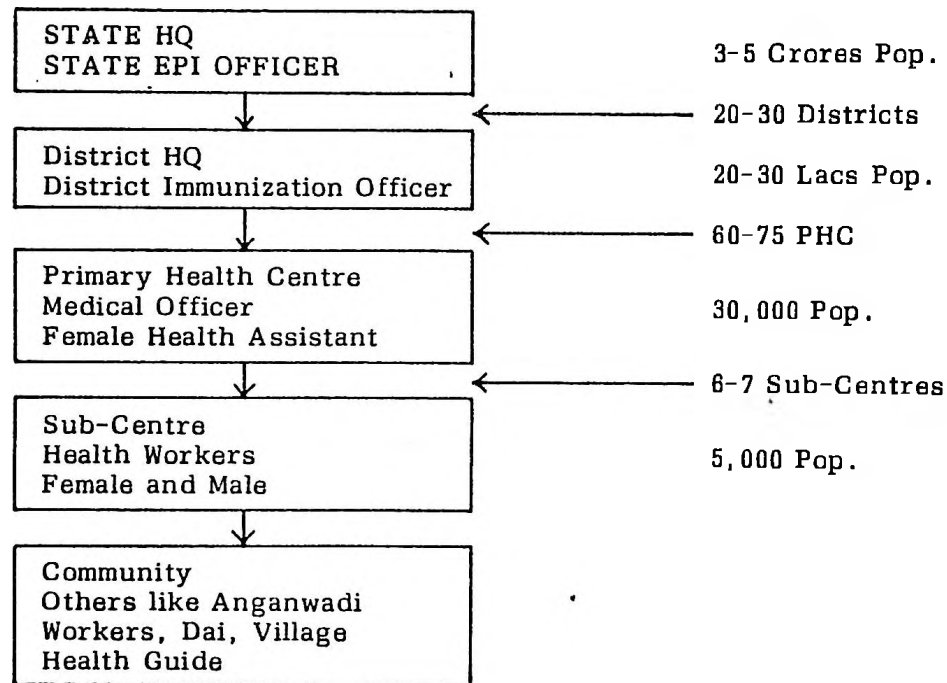 STATE HQ
STATE EPI OFFICER
3-5 Crores Pop.
20-30 Districts
District HQ
District Immunization Officer
20-30 Lacs Pop.
60-75 PHC
Primary Health Centre
Medical Officer
Female Health Assistant
30,000 Pop.
6-7 Sub-Centres
Sub-Centre
Health Workers
Female and Male
5,000 Pop.
Community
Others like Anganwadi
Workers, Dai, Village
Health Guide